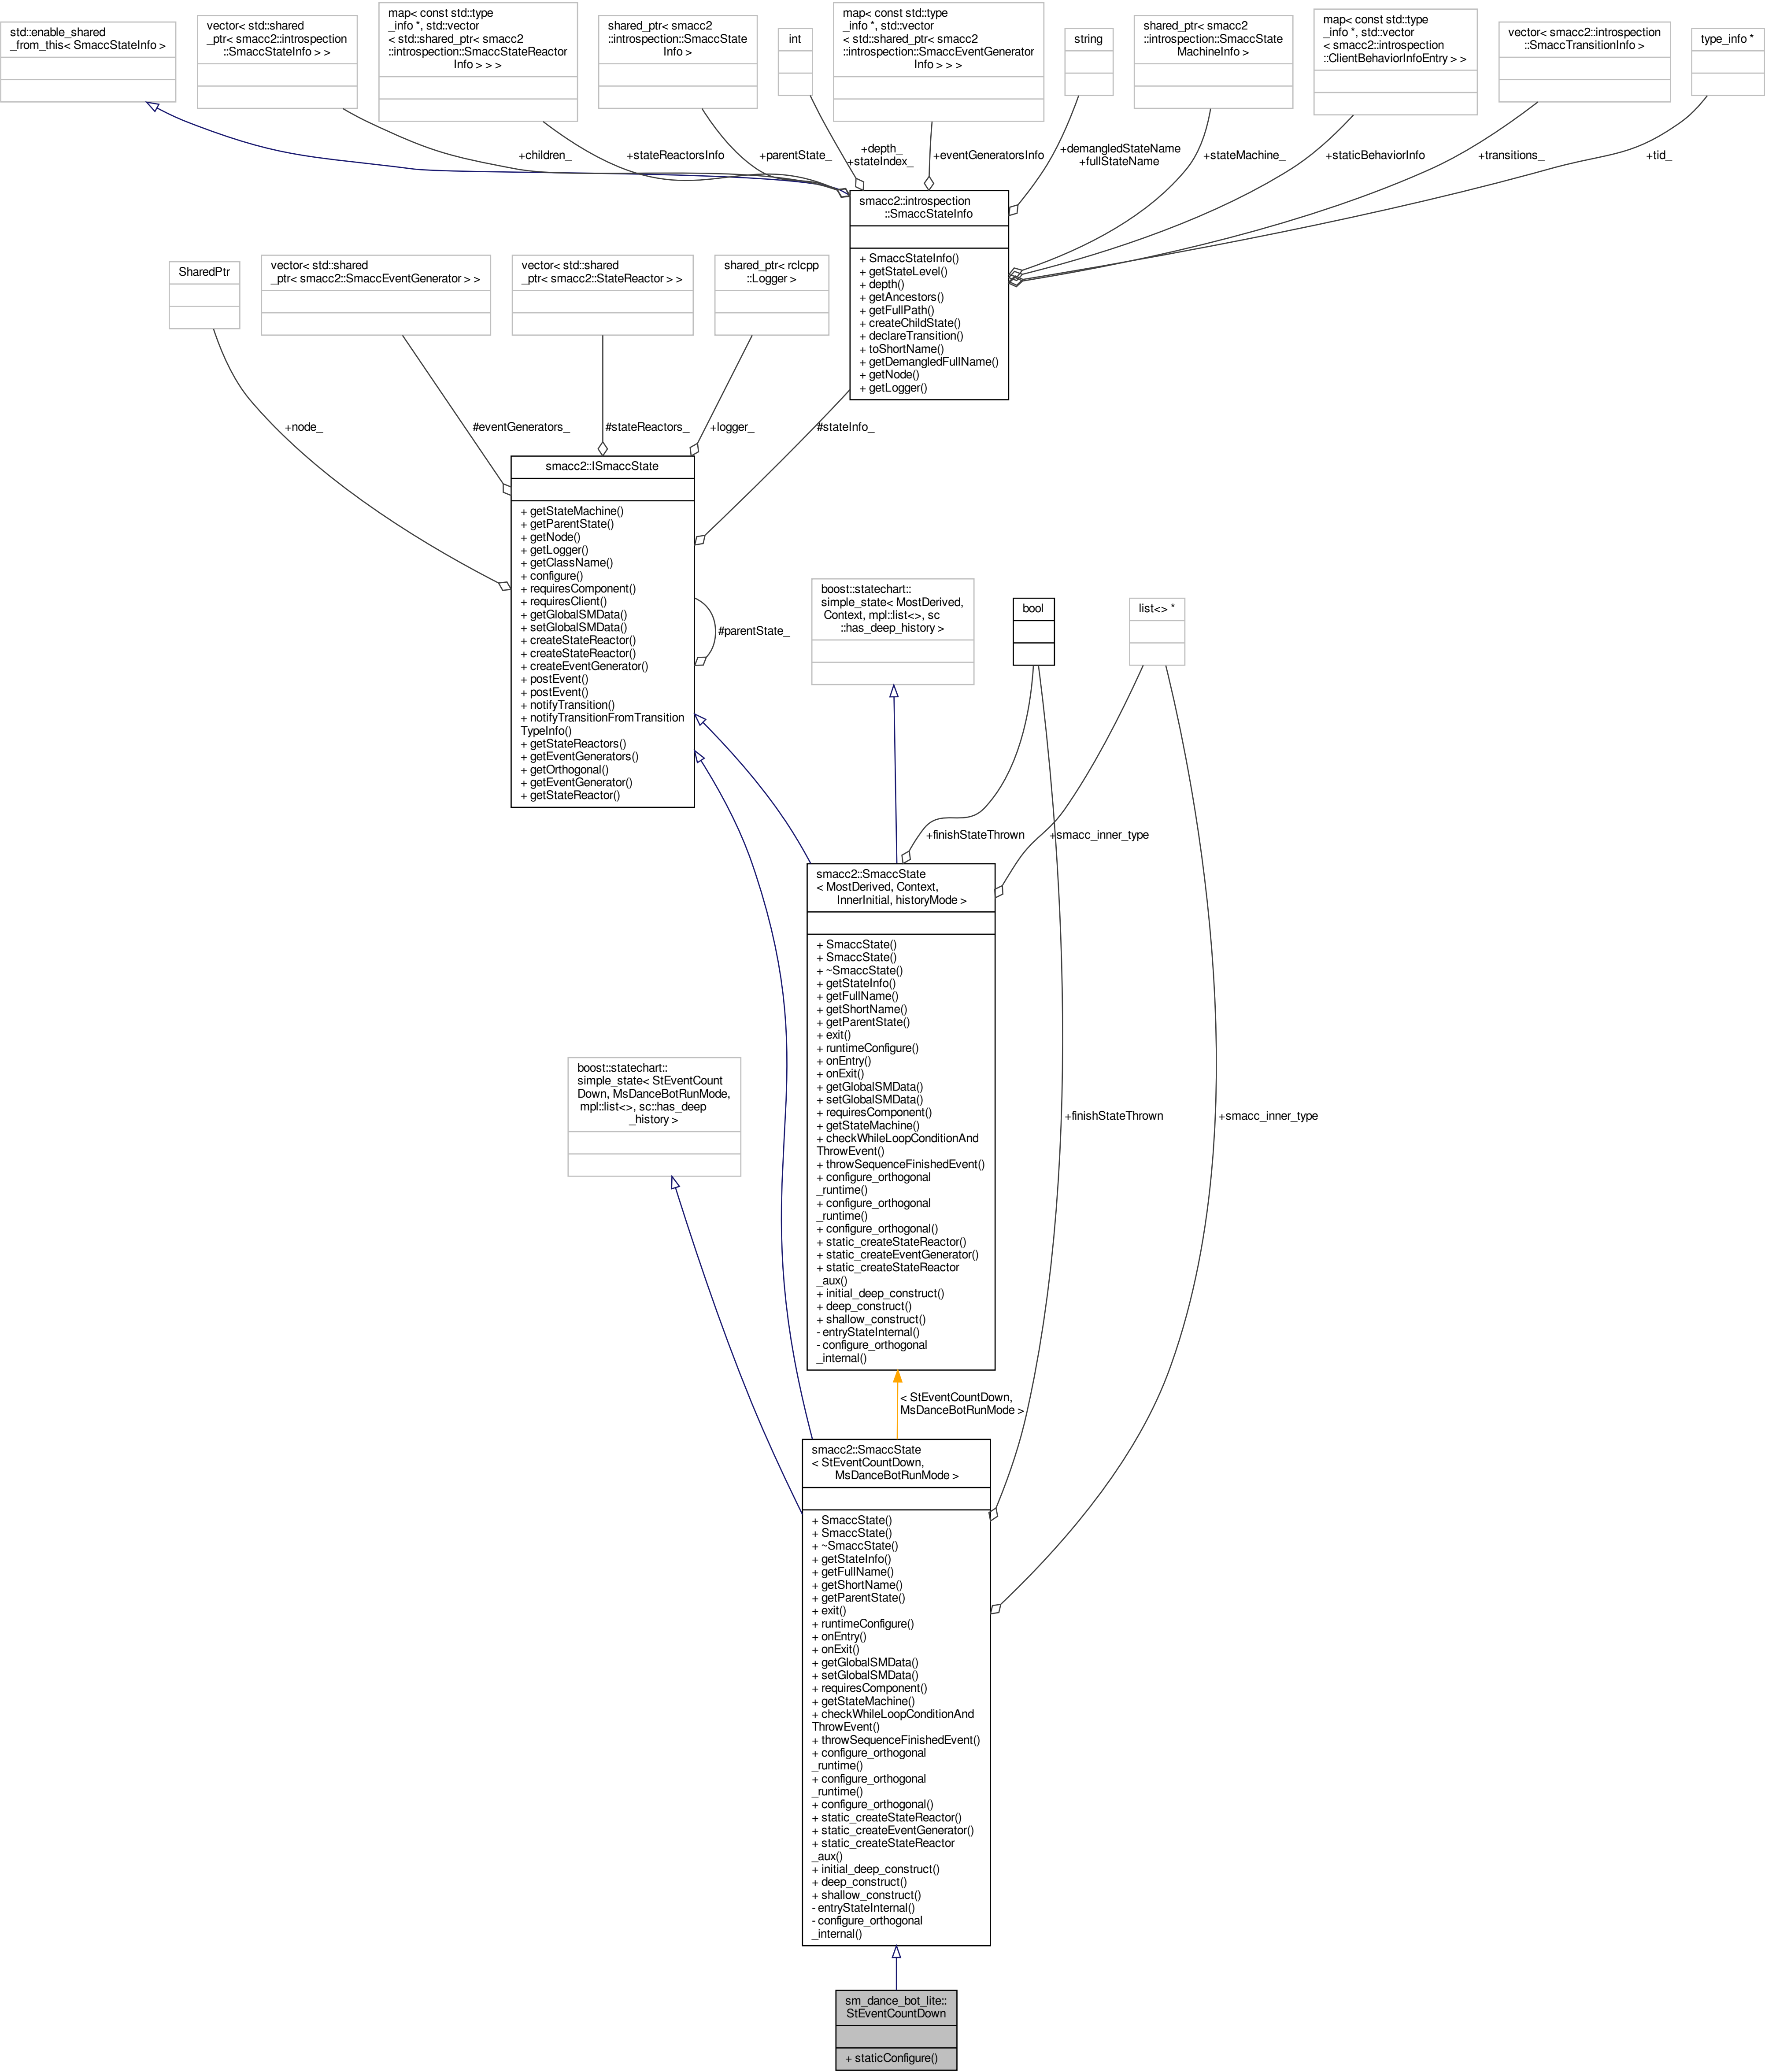 std::enable_shared
_from_this< SmaccStateInfo >
vector< std::shared
_ptr< smacc2::introspection
::SmaccStateInfo > >
map< const std::type
_info *, std::vector
< std::shared_ptr< smacc2
::introspection::SmaccStateReactor
Info > > >
shared_ptr< smacc2
::introspection::SmaccState
Info >
int
map< const std::type
_info *, std::vector
< std::shared_ptr< smacc2
::introspection::SmaccEventGenerator
Info > > >
string
shared_ptr< smacc2
::introspection::SmaccState
MachineInfo >
map< const std::type
_info *, std::vector
< smacc2::introspection
::ClientBehaviorInfoEntry > >
vector< smacc2::introspection
::SmaccTransitionInfo >
type_info *
+children_
+stateReactorsInfo
+parentState_
+depth_
+stateIndex_
+eventGeneratorsInfo
+demangledStateName
+fullStateName
+stateMachine_
+staticBehaviorInfo
+transitions_
+tid_
smacc2::introspection
::SmaccStateInfo
+ SmaccStateInfo()
+ getStateLevel()
+ depth()
+ getAncestors()
+ getFullPath()
+ createChildState()
+ declareTransition()
+ toShortName()
+ getDemangledFullName()
+ getNode()
+ getLogger()
SharedPtr
vector< std::shared
_ptr< smacc2::SmaccEventGenerator > >
vector< std::shared
_ptr< smacc2::StateReactor > >
shared_ptr< rclcpp
::Logger >
+node_
#eventGenerators_
#stateReactors_
+logger_
#stateInfo_
smacc2::ISmaccState
+ getStateMachine()
+ getParentState()
+ getNode()
+ getLogger()
+ getClassName()
+ configure()
+ requiresComponent()
+ requiresClient()
+ getGlobalSMData()
+ setGlobalSMData()
+ createStateReactor()
+ createStateReactor()
+ createEventGenerator()
+ postEvent()
+ postEvent()
+ notifyTransition()
+ notifyTransitionFromTransition
TypeInfo()
+ getStateReactors()
+ getEventGenerators()
+ getOrthogonal()
+ getEventGenerator()
+ getStateReactor()
#parentState_
boost::statechart::
simple_state< MostDerived,
Context, mpl::list<>, sc
::has_deep_history >
bool
list<> *
+finishStateThrown
+smacc_inner_type
smacc2::SmaccState
< MostDerived, Context,
InnerInitial, historyMode >
+ SmaccState()
+ SmaccState()
+ ~SmaccState()
+ getStateInfo()
+ getFullName()
+ getShortName()
+ getParentState()
+ exit()
+ runtimeConfigure()
+ onEntry()
+ onExit()
+ getGlobalSMData()
+ setGlobalSMData()
+ requiresComponent()
+ getStateMachine()
+ checkWhileLoopConditionAnd
ThrowEvent()
+ throwSequenceFinishedEvent()
+ configure_orthogonal
_runtime()
+ configure_orthogonal
_runtime()
+ configure_orthogonal()
+ static_createStateReactor()
+ static_createEventGenerator()
+ static_createStateReactor
_aux()
+ initial_deep_construct()
+ deep_construct()
+ shallow_construct()
- entryStateInternal()
- configure_orthogonal
_internal()
boost::statechart::
simple_state< StEventCount
Down, MsDanceBotRunMode,
mpl::list<>, sc::has_deep
_history >
+finishStateThrown
+smacc_inner_type
< StEventCountDown,
MsDanceBotRunMode >
smacc2::SmaccState
< StEventCountDown,
MsDanceBotRunMode >
+ SmaccState()
+ SmaccState()
+ ~SmaccState()
+ getStateInfo()
+ getFullName()
+ getShortName()
+ getParentState()
+ exit()
+ runtimeConfigure()
+ onEntry()
+ onExit()
+ getGlobalSMData()
+ setGlobalSMData()
+ requiresComponent()
+ getStateMachine()
+ checkWhileLoopConditionAnd
ThrowEvent()
+ throwSequenceFinishedEvent()
+ configure_orthogonal
_runtime()
+ configure_orthogonal
_runtime()
+ configure_orthogonal()
+ static_createStateReactor()
+ static_createEventGenerator()
+ static_createStateReactor
_aux()
+ initial_deep_construct()
+ deep_construct()
+ shallow_construct()
- entryStateInternal()
- configure_orthogonal
_internal()
sm_dance_bot_lite::
StEventCountDown
+ staticConfigure()